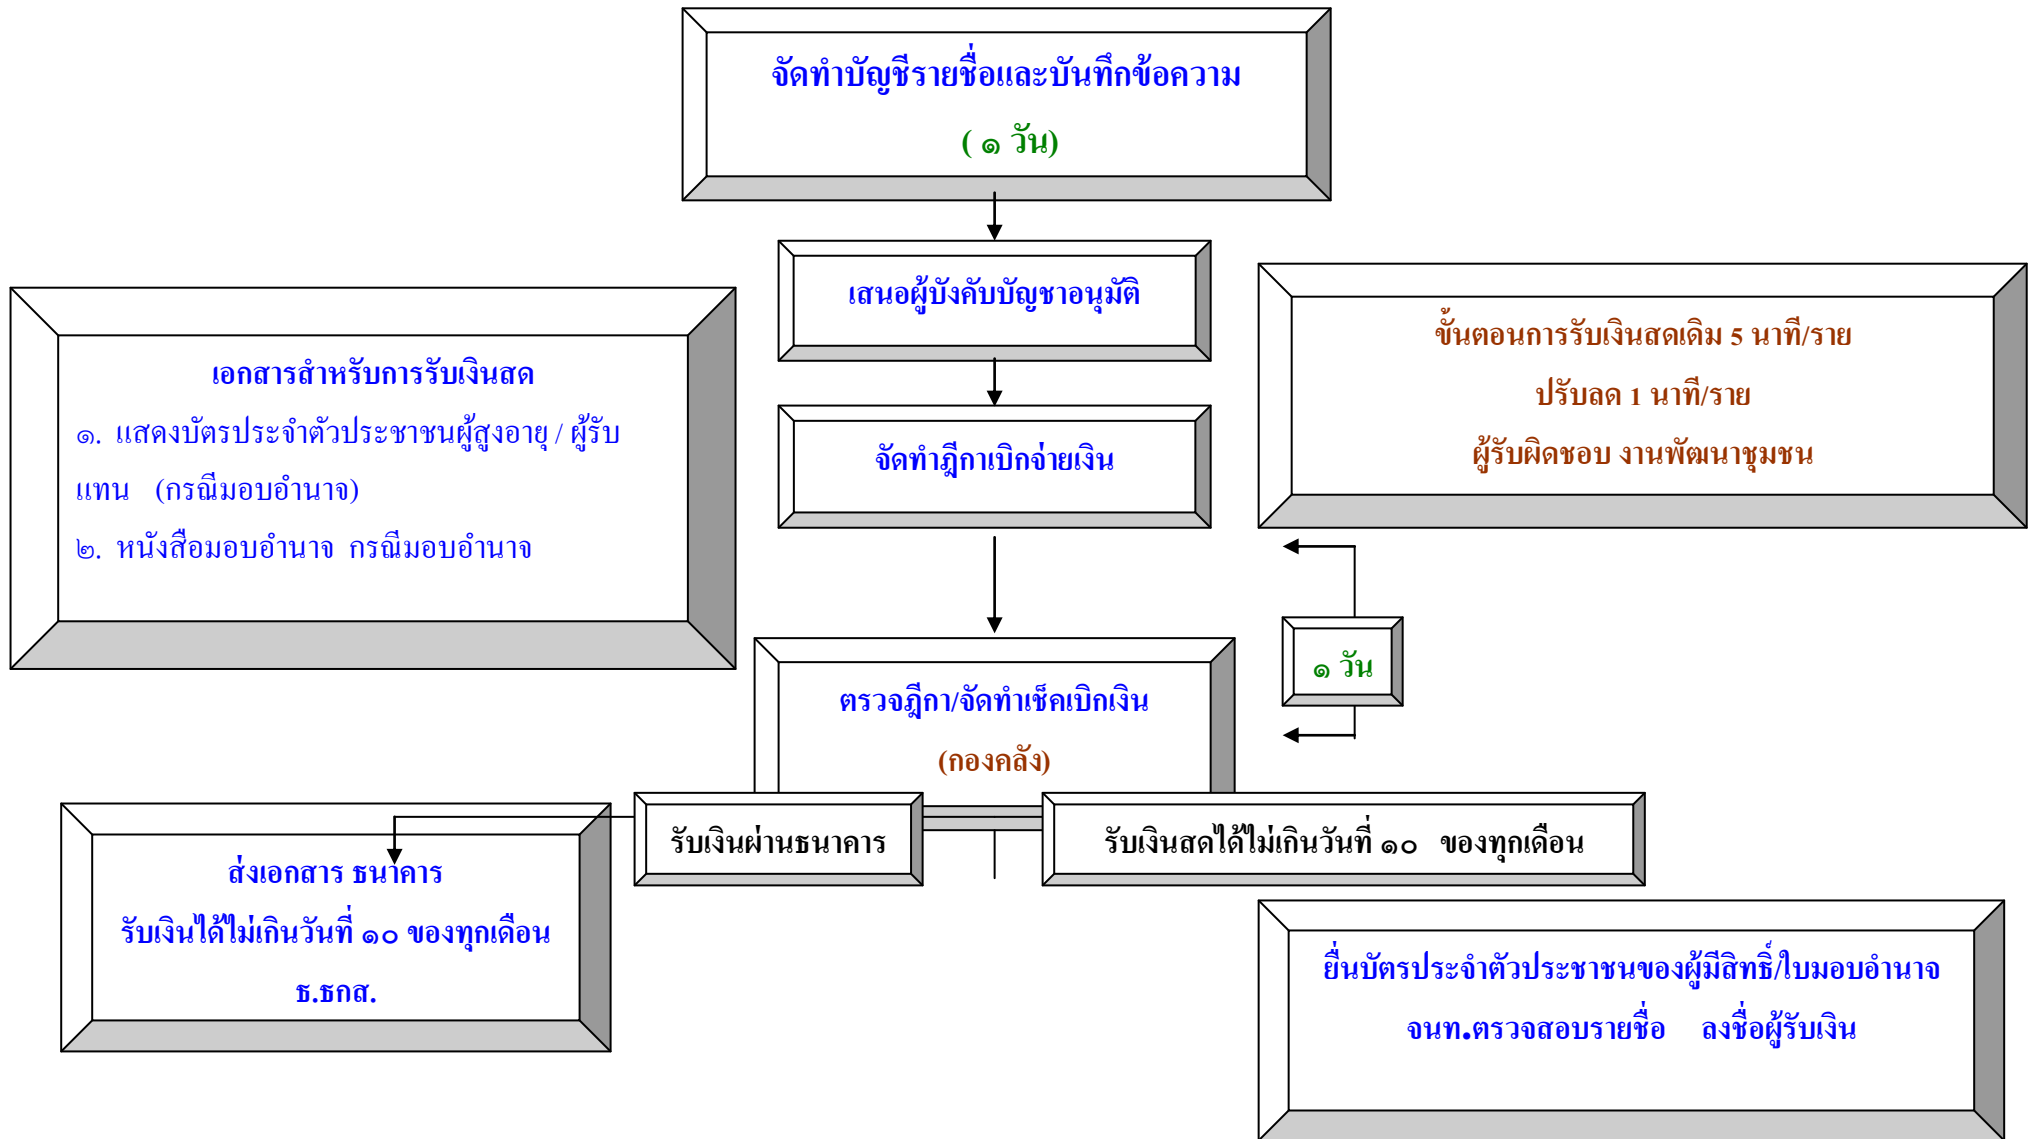 จัดทำบัญชีรายชื่อและบันทึกข้อความ
( ๑ วัน)
เสนอผู้บังคับบัญชาอนุมัติ
เอกสารสำหรับการรับเงินสด
๑. แสดงบัตรประจำตัวประชาชนผู้สูงอายุ / ผู้รับ
แทน (กรณีมอบอำนาจ)
๒. หนังสือมอบอำนาจ กรณีมอบอำนาจ
จัดทำฎีกาเบิกจ่ายเงิน
ขั้นตอนการรับเงินสดเดิม 5 นาที/ราย
ปรับลด 1 นาที/ราย
ผู้รับผิดชอบ งานพัฒนาชุมชน
๑ วัน
ตรวจฎีกา/จัดทำเช็คเบิกเงิน
(กองคลัง)
รับเงินผ่านธนาคาร
รับเงินสดได้ไม่เกินวันที่ ๑๐ ของทุกเดือน
ส่งเอกสาร ธนาคาร
รับเงินได้ไม่เกินวันที่ ๑๐ ของทุกเดือน
ธ.ธกส.
ยื่นบัตรประจำตัวประชาชนของผู้มีสิทธิ์/ใบมอบอำนาจ
จนท.ตรวจสอบรายชื่อ ลงชื่อผู้รับเงิน